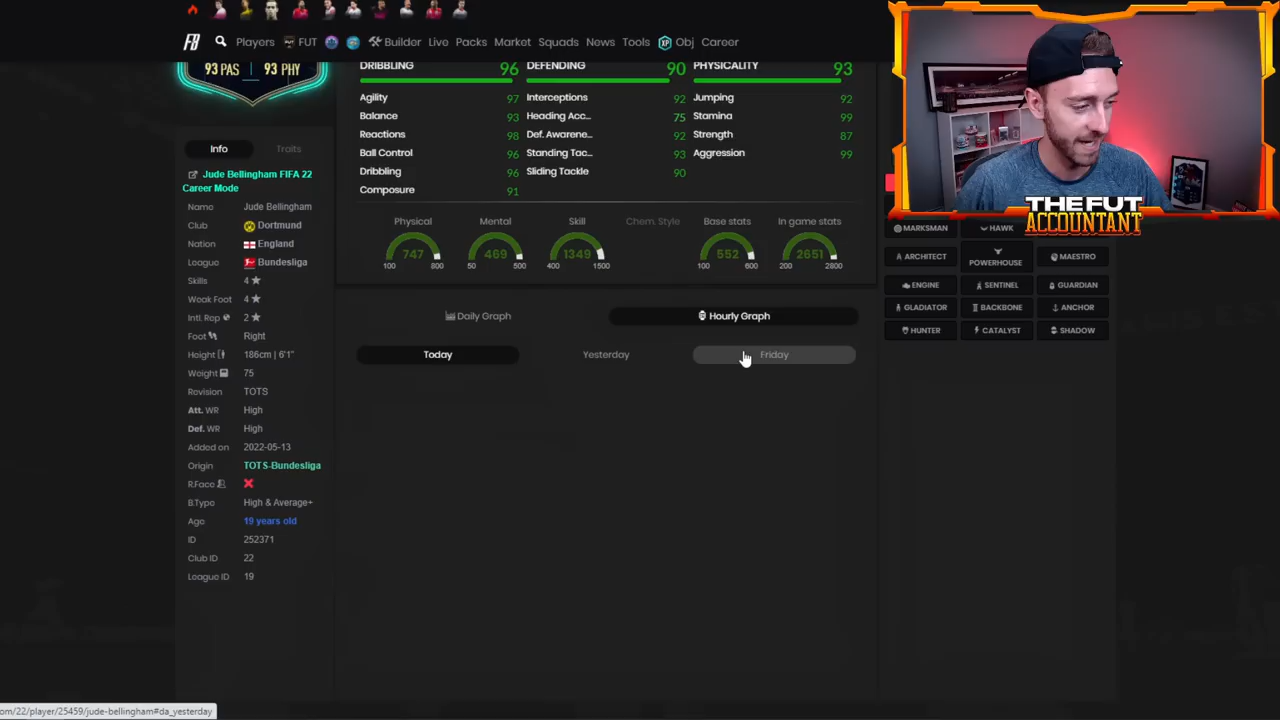 Players FUT Builder Live Packs Market Squads News Tools XP Obj Career
93 PAS 93 PHY
DRIBBLING 96 DEFENDING 90 PHYSICALITY 93
Agility 97 Interceptions 92 Jumping 92
Balance 93 Heading Acc... 75 Stamina 99
Reactions 98 Def. Awarene... 92 Strength 87
Ball Control 96 Standing Tac... 93 Aggression 99
Dribbling 96 Sliding Tackle 90
Composure 91
Physical Mental Skill Chem. Style Base stats In game stats
747 469 1349 552 2651
100 800 50 500 400 1500 100 600 200 2800
Daily Graph Hourly Graph
Today Yesterday Friday
Info Traits
Jude Bellingham FIFA 22
Career Mode
Name Jude Bellingham
Club Dortmund
Nation England
League Bundesliga
Skills 4
Weak Foot 4
Intl. Rep 2
Foot Right
Height 186cm | 6'1"
Weight 75
Revision TOTS
Att. WR High
Def. WR High
Added on 2022-05-13
Origin TOTS-Bundesliga
R.Face
B.Type High & Average+
Age 19 years old
ID 252371
Club ID 22
League ID 19
THE FUT
ACCOUNTANT
MARKSMAN HAWK
ARCHITECT POWERHOUSE MAESTRO
ENGINE SENTINEL GUARDIAN
GLADIATOR BACKBONE ANCHOR
HUNTER CATALYST SHADOW
com/22/player/25459/jude-bellingham#da_yesterday